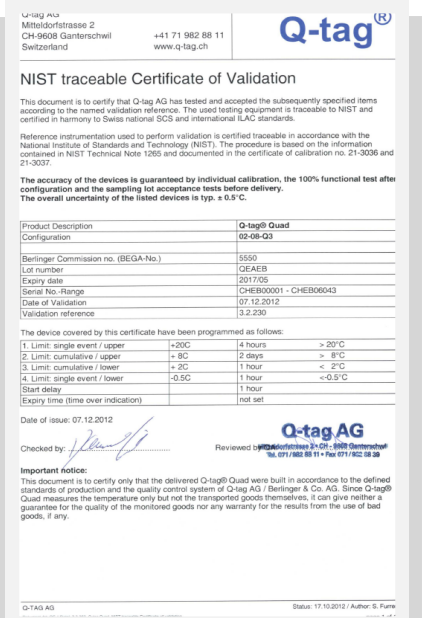 Q-tag AG
Mitteldorfstrasse 2
CH-9608 Ganterschwil +41 71 982 88 11
Switzerland www.q-tag.ch
Q-tag®
NIST traceable Certificate of Validation
This document is to certify that Q-tag AG has tested and accepted the subsequently specified items
according to the named validation reference. The used testing equipment is traceable to NIST and
certified in harmony to Swiss national SCS and international ILAC standards.
Reference instrumentation used to perform validation is certified traceable in accordance with the
National Institute of Standards and Technology (NIST). The procedure is based on the information
contained in NIST Technical Note 1265 and documented in the certificate of calibration no. 21-3036 and
21-3037.
The accuracy of the devices is guaranteed by individual calibration, the 100% functional test after
configuration and the sampling lot acceptance tests before delivery.
The overall uncertainty of the listed devices is typ. ± 0.5°C.
Product Description Q-tag® Quad
Configuration 02-08-Q3
Berlinger Commission no. (BEGA-No.) 5550
Lot number QEAEB
Expiry date 2017/05
Serial No.-Range CHEB00001 - CHEB06043
Date of Validation 07.12.2012
Validation reference 3.2.230
The device covered by this certificate have been programmed as follows:
1. Limit: single event / upper +20C 4 hours > 20°C
2. Limit: cumulative / upper + 8C 2 days > 8°C
3. Limit: cumulative / lower + 2C 1 hour < 2°C
4. Limit: single event / lower -0.5C 1 hour <-0.5°C
Start delay 1 hour
Expiry time (time over indication) not set
Date of issue: 07.12.2012
Q-tag AG
Checked by: Reviewed by Mitteldorfstrasse 2 • CH - 9608 Ganterschwil
Tel. 071 / 982 88 11 • Fax 071 / 982 88 39
Important notice:
This document is to certify only that the delivered Q-tag® Quad were built in accordance to the defined
standards of production and the quality control system of Q-tag AG / Berlinger & Co. AG. Since Q-tag®
Quad measures the temperature only but not the transported goods themselves, it can give neither a
guarantee for the quality of the monitored goods nor any warranty for the results from the use of bad
goods, if any.
Q-TAG AG Status: 17.10.2012 / Author: S. Furre